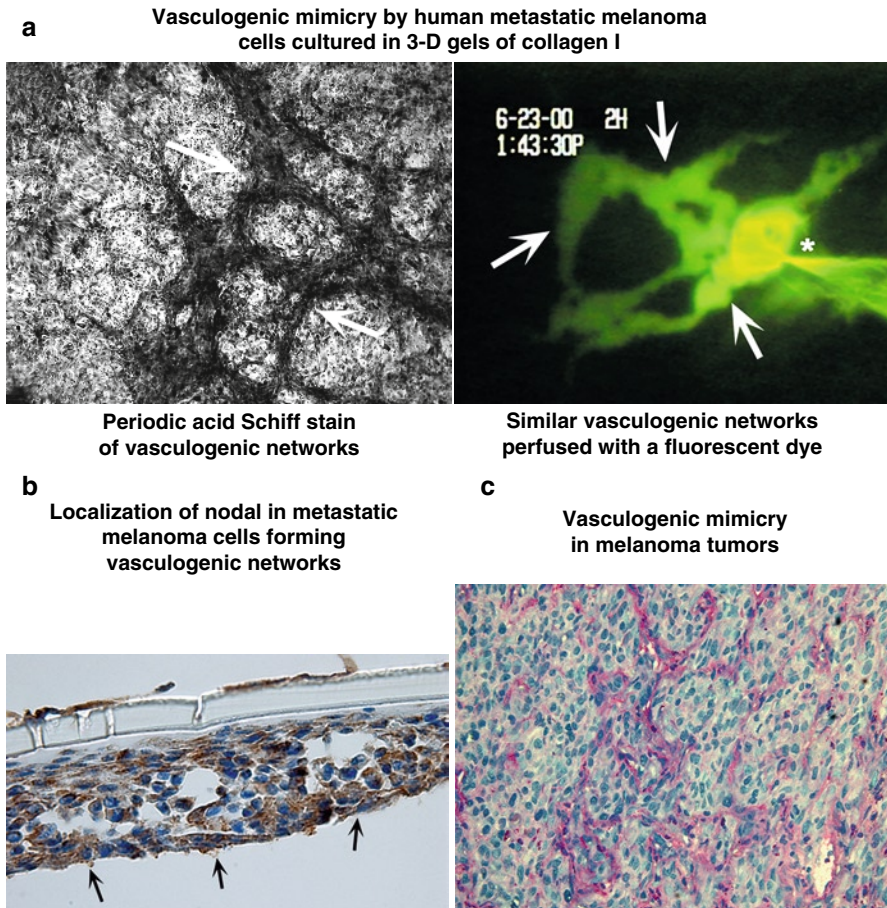 a
Vasculogenic mimicry by human metastatic melanoma
cells cultured in 3-D gels of collagen I
6-23-00 2H
1:43:30P
*
Periodic acid Schiff stain
of vasculogenic networks
Similar vasculogenic networks
perfused with a fluorescent dye
b
Localization of nodal in metastatic
melanoma cells forming
vasculogenic networks
c
Vasculogenic mimicry
in melanoma tumors